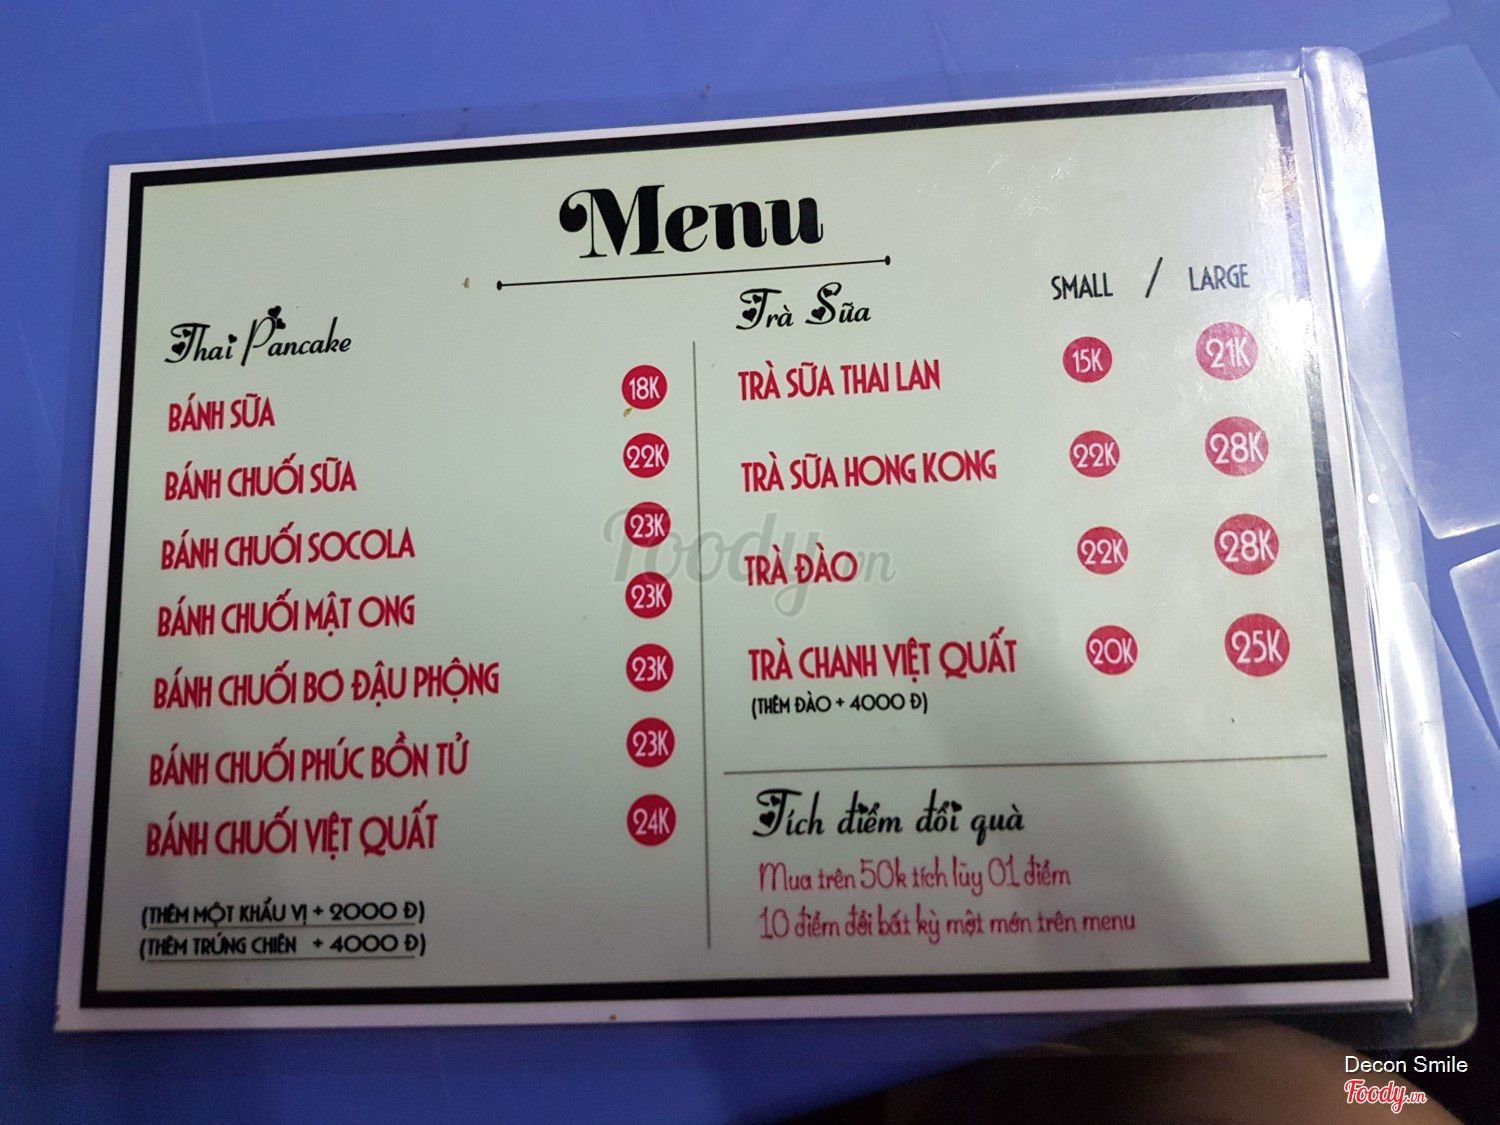 Menu
Thai Pancake
BÁNH SỮA 18K
BÁNH CHUỐI SỮA 22K
BÁNH CHUỐI SOCOLA 23K
BÁNH CHUỐI MẬT ONG 23K
BÁNH CHUỐI BƠ ĐẬU PHỘNG 23K
BÁNH CHUỐI PHÚC BỒN TỬ 23K
BÁNH CHUỐI VIỆT QUẤT 24K
(THÊM MỘT KHẨU VỊ + 2000 Đ)
(THÊM TRỨNG CHIÊN + 4000 Đ)
Trà Sữa SMALL / LARGE
TRÀ SỮA THAI LAN 15K 21K
TRÀ SỮA HONG KONG 22K 28K
TRÀ ĐÀO 22K 28K
TRÀ CHANH VIỆT QUẤT 20K 25K
(THÊM ĐÀO + 4000 Đ)
Tích điểm đổi quà
Mua trên 50k tích lũy 01 điểm
10 điểm đổi bất kỳ một món trên menu
Foody.vn
Decon Smile
Foody.vn